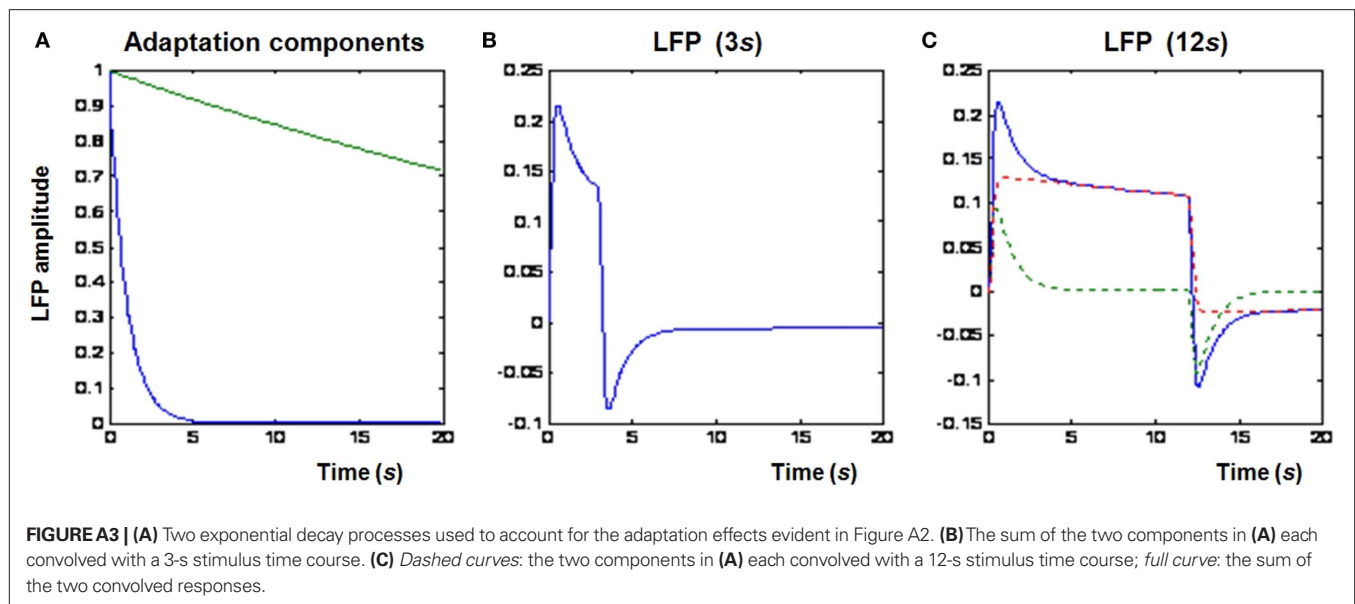 A
Adaptation components
LFP amplitude
1
0.9
0.8
0.7
0.6
0.5
0.4
0.3
0.2
0.1
0
0 5 10 15 20
Time (s)
B
LFP (3s)
0.25
0.2
0.15
0.1
0.05
0
-0.05
-0.1
0 5 10 15 20
Time (s)
C
LFP (12s)
0.25
0.2
0.15
0.1
0.05
0
-0.05
-0.1
-0.15
0 5 10 15 20
Time (s)
FIGURE A3 | (A) Two exponential decay processes used to account for the adaptation effects evident in Figure A2. (B) The sum of the two components in (A) each
convolved with a 3-s stimulus time course. (C) Dashed curves: the two components in (A) each convolved with a 12-s stimulus time course; full curve: the sum of
the two convolved responses.